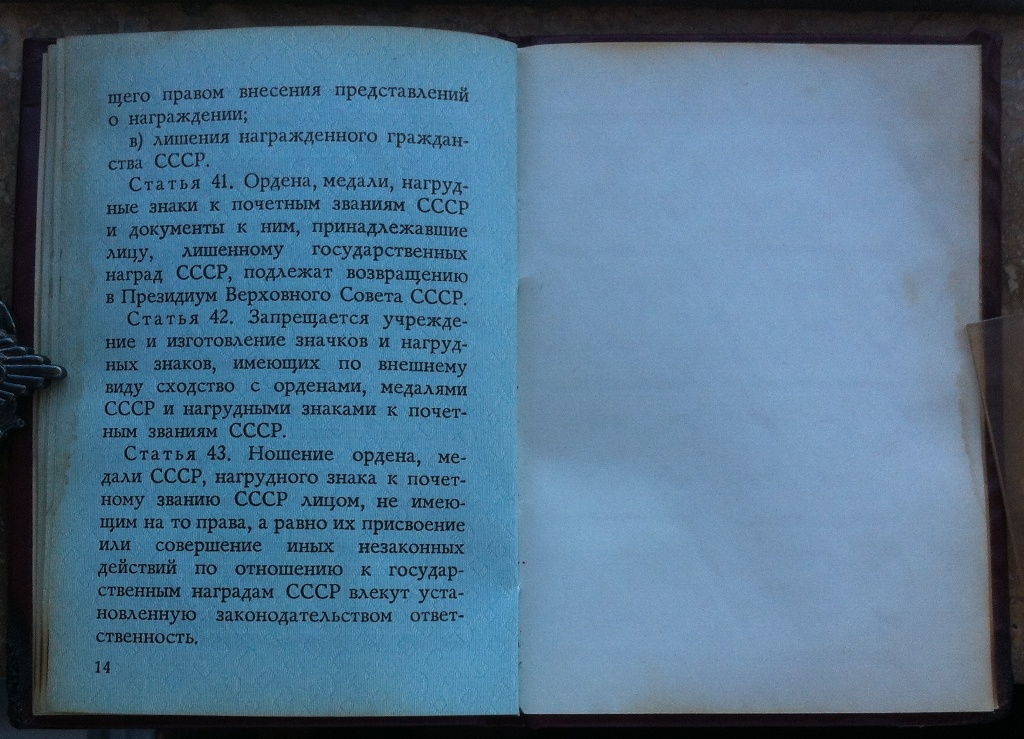 щего правом внесения представлений
о награждении;
в) лишения награжденного граждан-
ства СССР.
Статья 41. Ордена, медали, нагруд-
ные знаки к почетным званиям СССР
и документы к ним, принадлежавшие
лицу, лишенному государственных
наград СССР, подлежат возвращению
в Президиум Верховного Совета СССР.
Статья 42. Запрещается учрежде-
ние и изготовление значков и нагруд-
ных знаков, имеющих по внешнему
виду сходство с орденами, медалями
СССР и нагрудными знаками к почет-
ным званиям СССР.
Статья 43. Ношение ордена, ме-
дали СССР, нагрудного знака к почет-
ному званию СССР лицом, не имею-
щим на то права, а равно их присвоение
или совершение иных незаконных
действий по отношению к государ-
ственным наградам СССР влекут уста-
новленную законодательством ответ-
ственность.
14